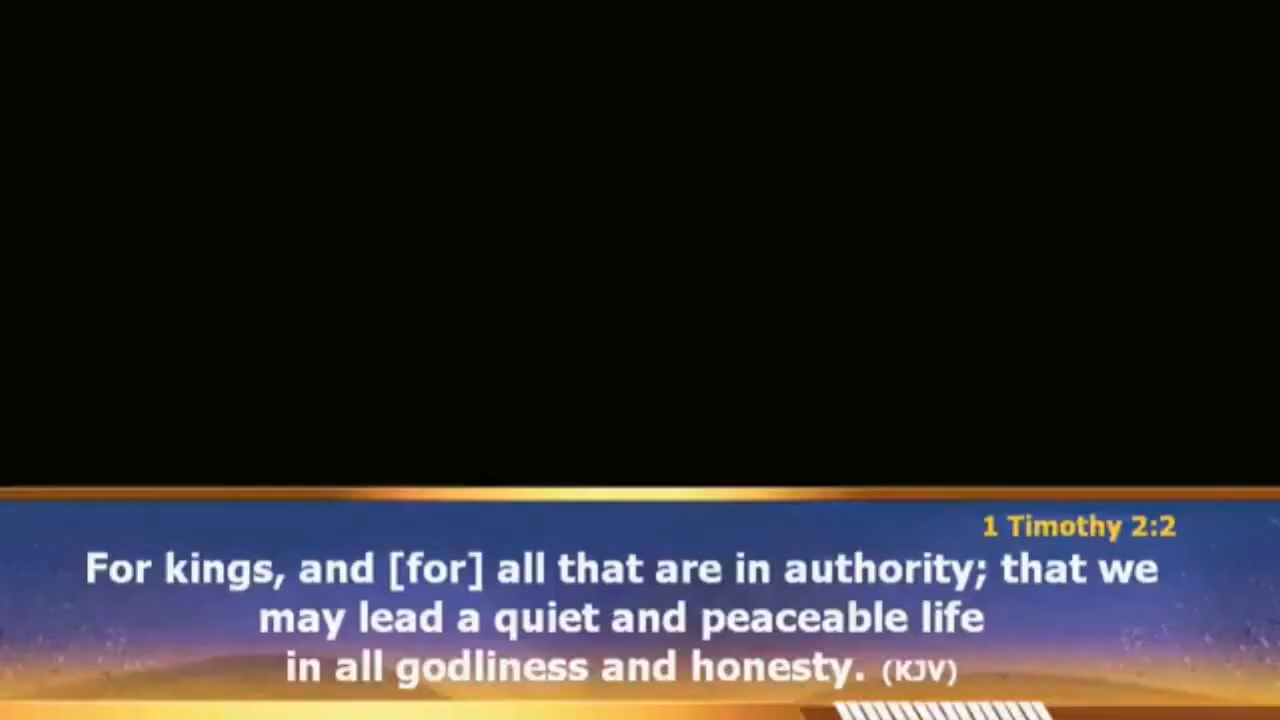 1 Timothy 2:2
For kings, and [for] all that are in authority; that we
may lead a quiet and peaceable life
in all godliness and honesty. (KJV)